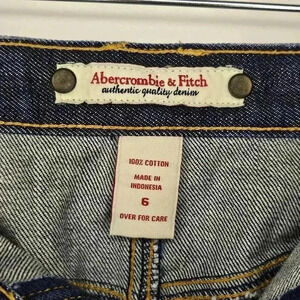 Abercrombie & Fitch
authentic quality denim
100% COTTON
MADE IN
INDONESIA
6
OVER FOR CARE